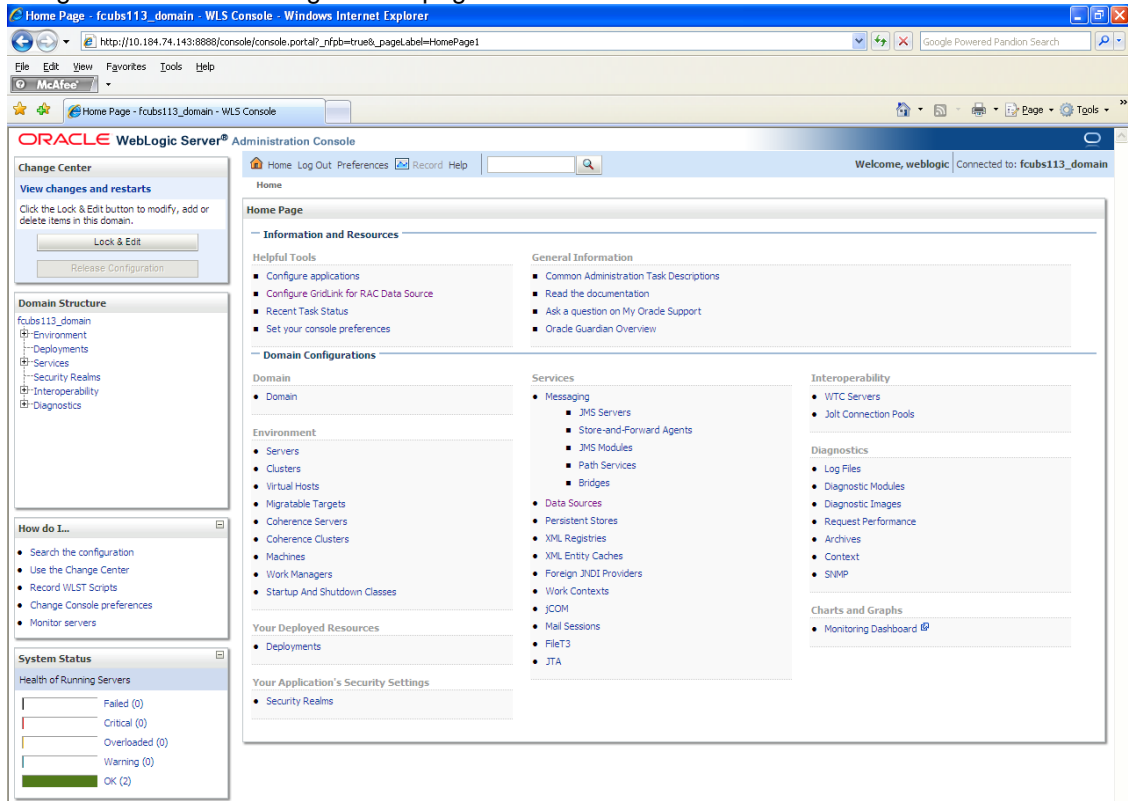 Home Page - fcubs113_domain - WLS Console - Windows Internet Explorer
http://10.184.74.143:8888/console/console.portal?_nfpb=true&_pageLabel=HomePage1
Google Powered Pandion Search
File Edit View Favorites Tools Help
McAfee
Home Page - fcubs113_domain - WLS Console
Page Tools
ORACLE WebLogic Server® Administration Console
Change Center
View changes and restarts
Click the Lock & Edit button to modify, add or
delete items in this domain.
Lock & Edit
Release Configuration
Domain Structure
fcubs113_domain
Environment
Deployments
Services
Security Realms
Interoperability
Diagnostics
How do I...
Search the configuration
Use the Change Center
Record WLST Scripts
Change Console preferences
Monitor servers
System Status
Health of Running Servers
Failed (0)
Critical (0)
Overloaded (0)
Warning (0)
OK (2)
Home Log Out Preferences Record Help
Welcome, weblogic Connected to: fcubs113_domain
Home
Home Page
Information and Resources
Helpful Tools
Configure applications
Configure GridLink for RAC Data Source
Recent Task Status
Set your console preferences
General Information
Common Administration Task Descriptions
Read the documentation
Ask a question on My Oracle Support
Oracle Guardian Overview
Domain Configurations
Domain
Domain
Environment
Servers
Clusters
Virtual Hosts
Migratable Targets
Coherence Servers
Coherence Clusters
Machines
Work Managers
Startup And Shutdown Classes
Your Deployed Resources
Deployments
Your Application's Security Settings
Security Realms
Services
Messaging
JMS Servers
Store-and-Forward Agents
JMS Modules
Path Services
Bridges
Data Sources
Persistent Stores
XML Registries
XML Entity Caches
Foreign JNDI Providers
Work Contexts
jCOM
Mail Sessions
FileT3
JTA
Interoperability
WTC Servers
Jolt Connection Pools
Diagnostics
Log Files
Diagnostic Modules
Diagnostic Images
Request Performance
Archives
Context
SNMP
Charts and Graphs
Monitoring Dashboard